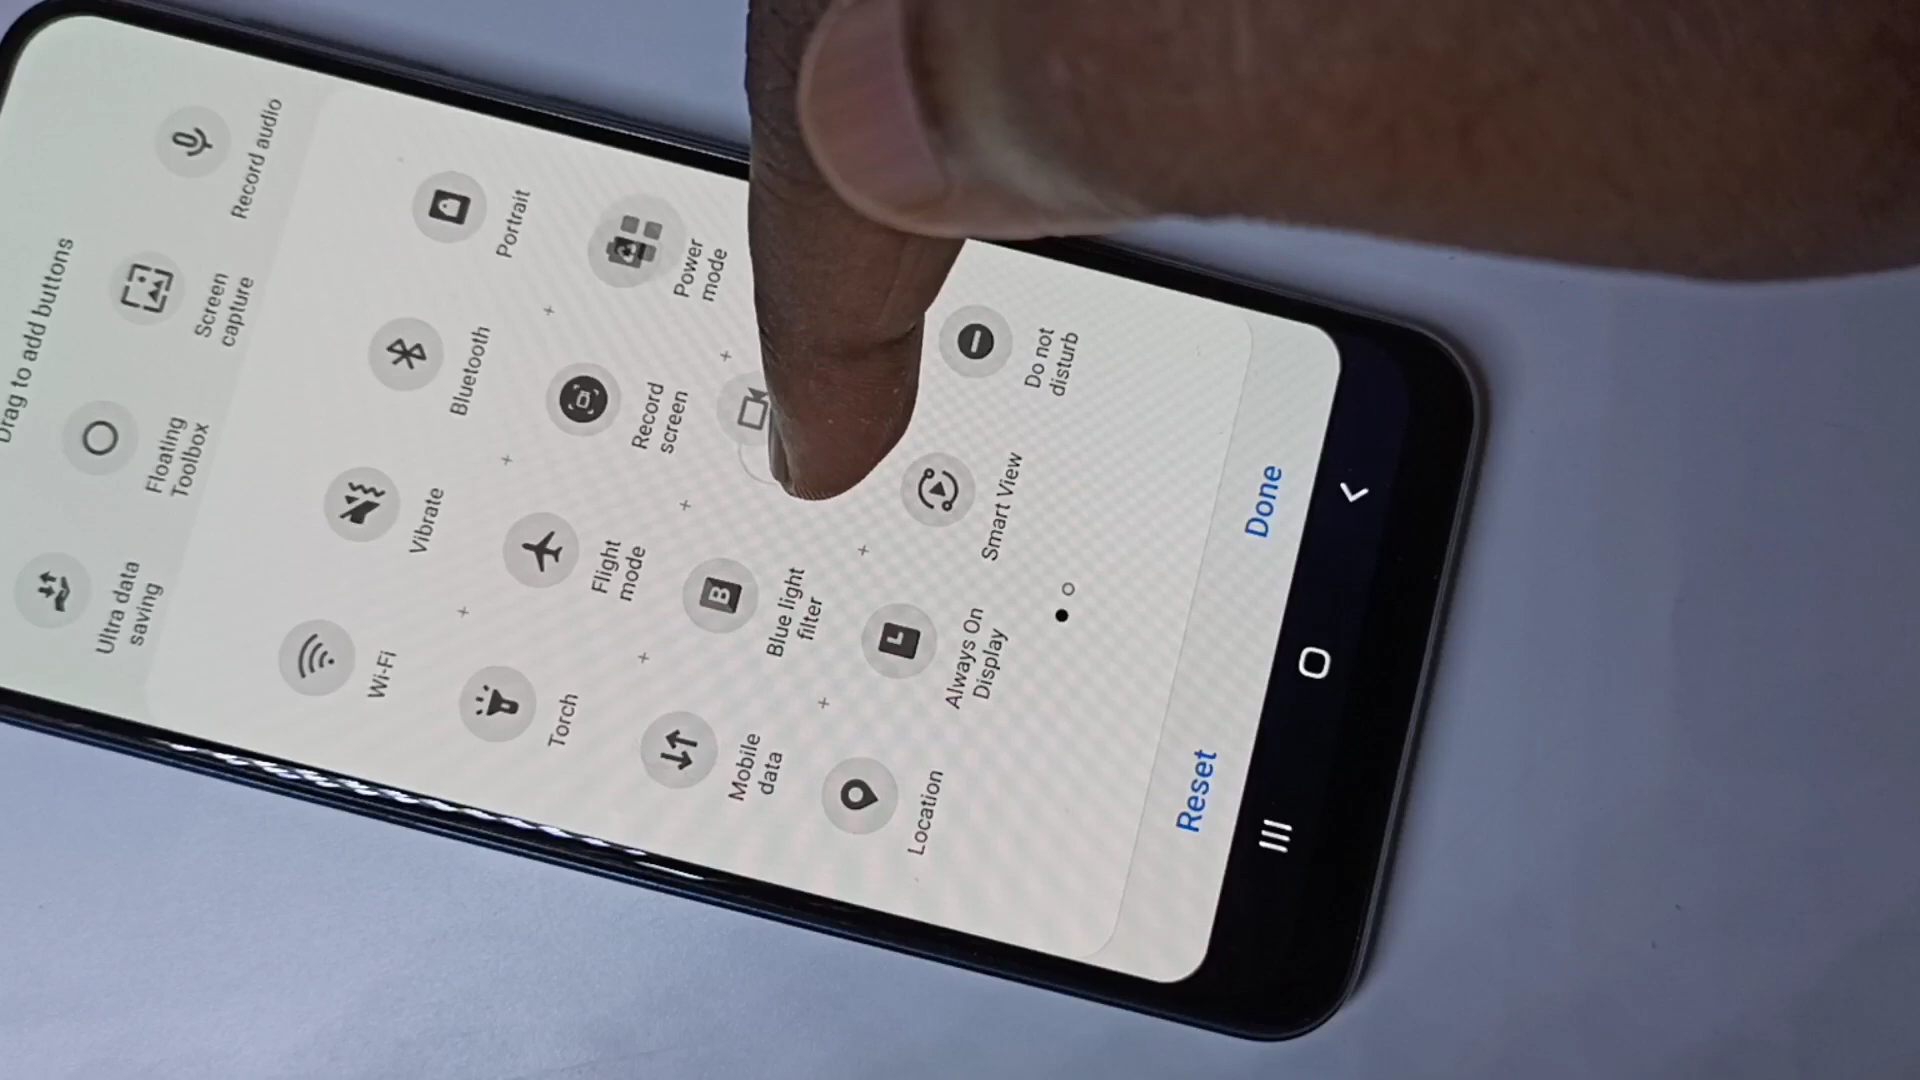 Drag to add buttons
Ultra data
saving
Floating
Toolbox
Screen
capture
Record audio
Wi-Fi
Vibrate
Bluetooth
Portrait
Torch
Flight
mode
Record
screen
Power
mode
Mobile
data
Blue light
filter
B
Location
Always On
Display
Smart View
Do not
disturb
Reset
Done